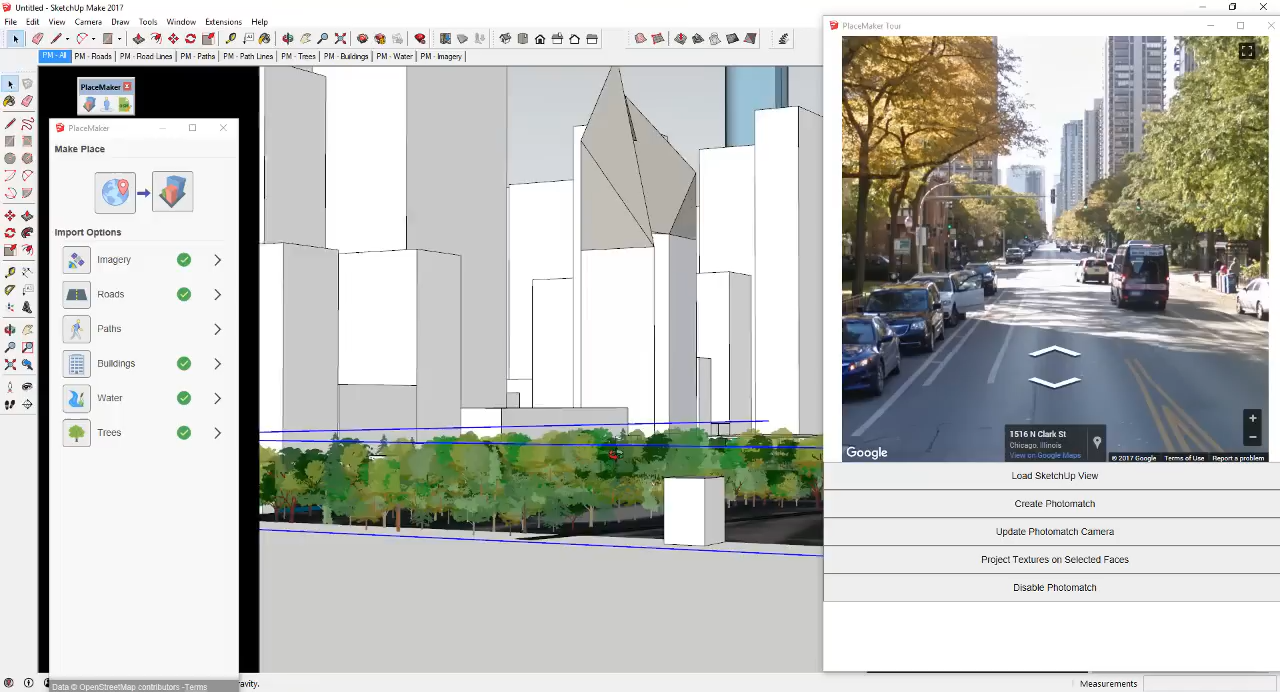 Untitled - SketchUp Make 2017
File Edit View Camera Draw Tools Window Extensions Help
PM - All PM - Roads PM - Road Lines PM - Paths PM - Path Lines PM - Trees PM - Buildings PM - Water PM - Imagery
PlaceMaker
PlaceMaker
Make Place
Import Options
Imagery
Roads
Paths
Buildings
Water
Trees
Data © OpenStreetMap contributors -Terms
avity.
PlaceMaker Tour
1516 N Clark St
Chicago, Illinois
View on Google Maps
Google
© 2017 Google Terms of Use Report a problem
Load SketchUp View
Create Photomatch
Update Photomatch Camera
Project Textures on Selected Faces
Disable Photomatch
Measurements